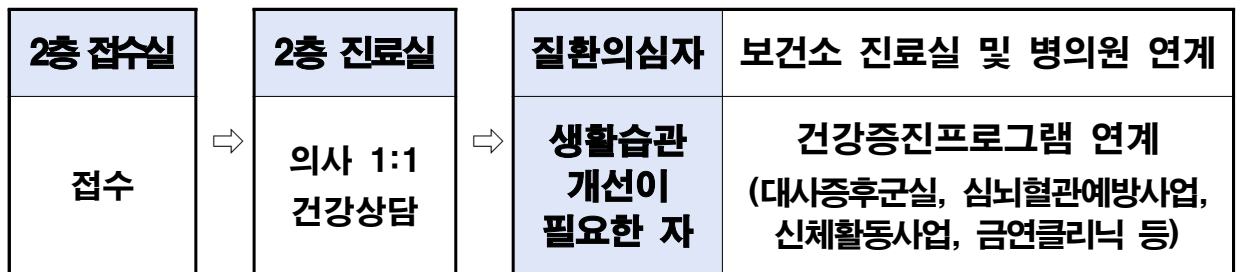 2층 접수실
접수
⇨
2층 진료실
의사 1:1
건강상담
⇨
질환의심자
보건소 진료실 및 병의원 연계
생활습관
개선이
필요한 자
건강증진프로그램 연계
(대사증후군실, 심뇌혈관예방사업,
신체활동사업, 금연클리닉 등)